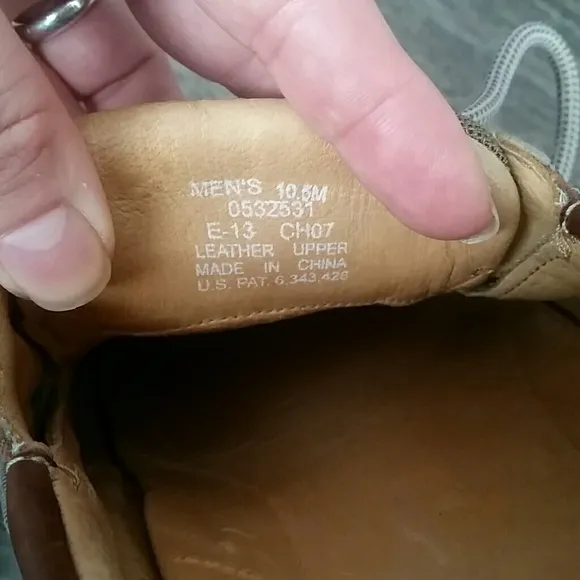 MEN'S 10.5M
0532531
E-13 CH07
LEATHER UPPER
MADE IN CHINA
U.S. PAT. 6,343,426